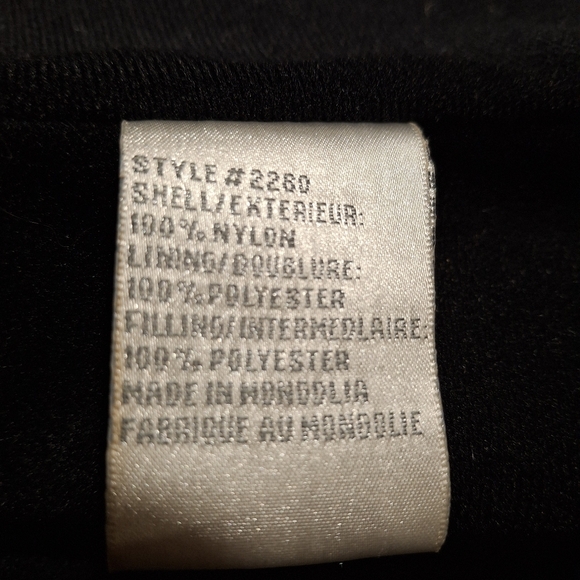 STYLE #2260
SHELL/EXTERIEUR:
100% NYLON
LINING/DOUBLURE:
100% POLYESTER
FILLING/INTERMEDLAIRE:
100% POLYESTER
MADE IN MONGOLIA
FABRIQUE AU MONGOLIE